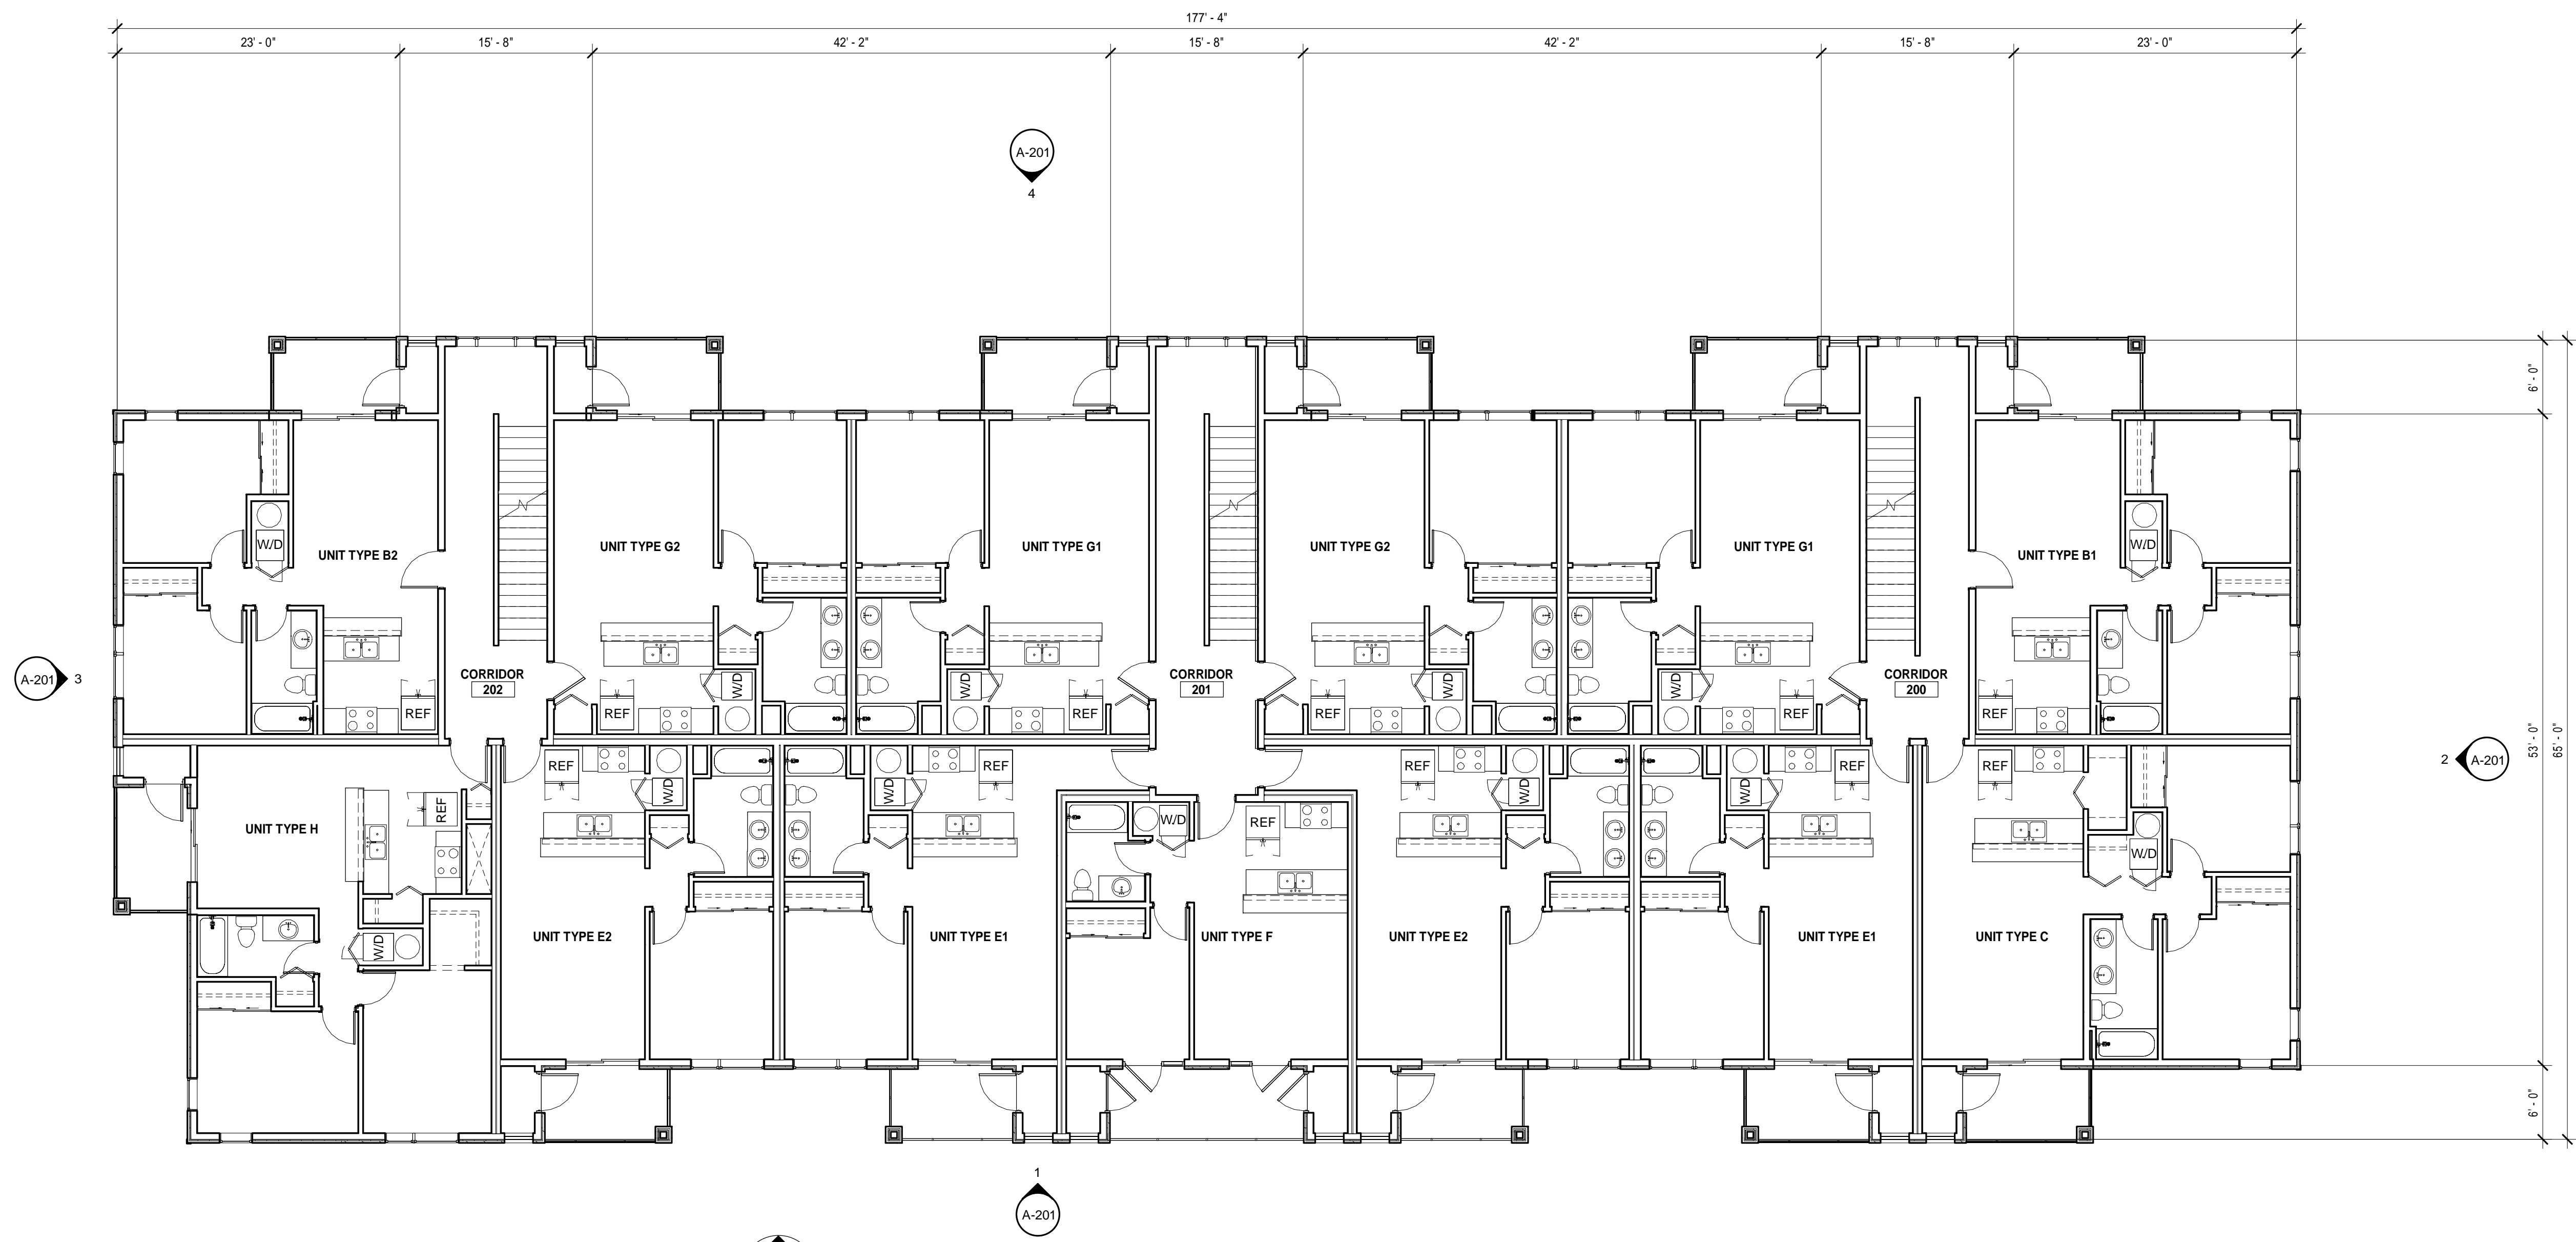 177' - 4"
23' - 0"
15' - 8"
42' - 2"
15' - 8"
42' - 2"
15' - 8"
23' - 0"
A-201
4
6' - 0"
53' - 0"
65' - 0"
6' - 0"
W/D
UNIT TYPE B2
UNIT TYPE G2
UNIT TYPE G1
UNIT TYPE G2
UNIT TYPE G1
UNIT TYPE B1
W/D
A-201
3
CORRIDOR
202
CORRIDOR
201
CORRIDOR
200
REF
REF
W/D
W/D
REF
REF
W/D
W/D
REF
REF
2
A-201
REF
W/D
W/D
REF
REF
W/D
W/D
REF
REF
UNIT TYPE H
REF
W/D
REF
W/D
W/D
UNIT TYPE E2
UNIT TYPE E1
UNIT TYPE F
UNIT TYPE E2
UNIT TYPE E1
UNIT TYPE C
1
A-201